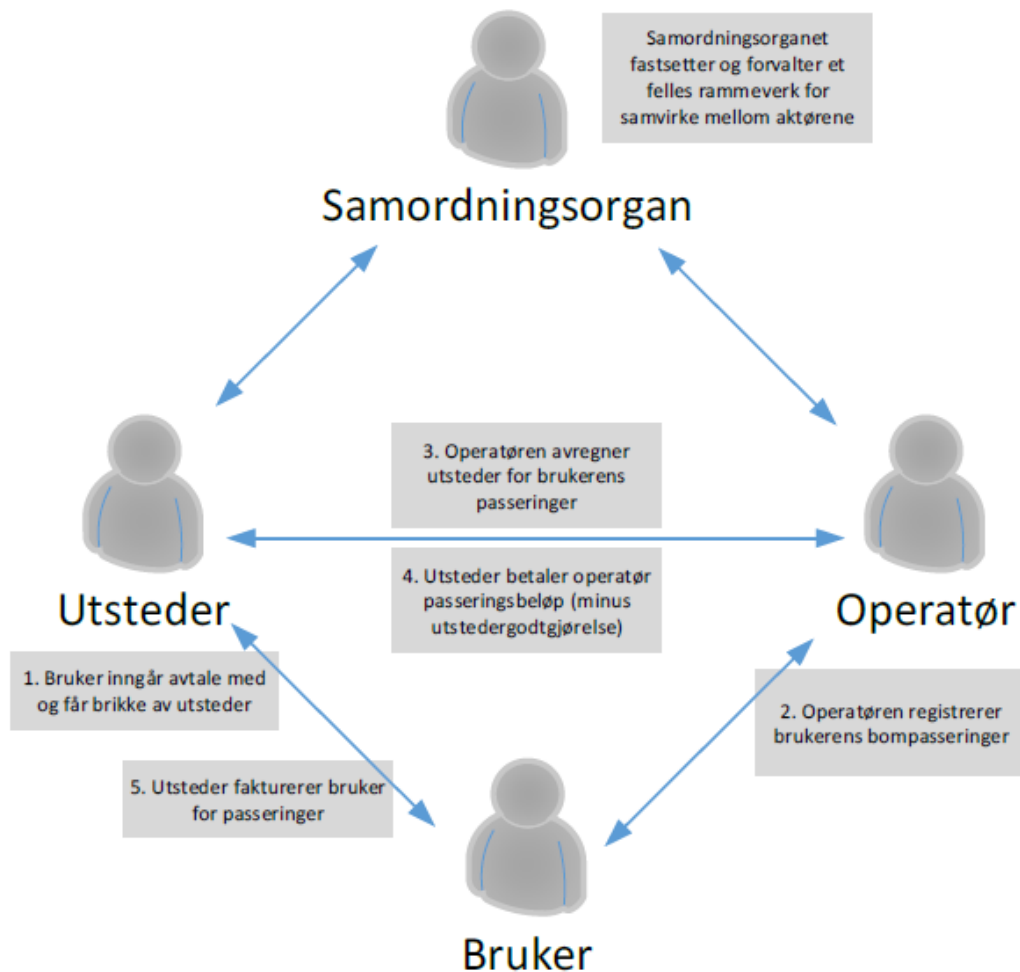 Samordningsorganet
fastsetter og forvalter et
felles rammeverk for
samvirke mellom aktørene
Samordningsorgan
3. Operatøren avregner
utsteder for brukerens
passeringer
4. Utsteder betaler operatør
passeringsbeløp (minus
utstedergodtgjørelse)
Utsteder
Operatør
1. Bruker inngår avtale med
og får brikke av utsteder
2. Operatøren registrerer
brukerens bompasseringer
5. Utsteder fakturerer bruker
for passeringer
Bruker